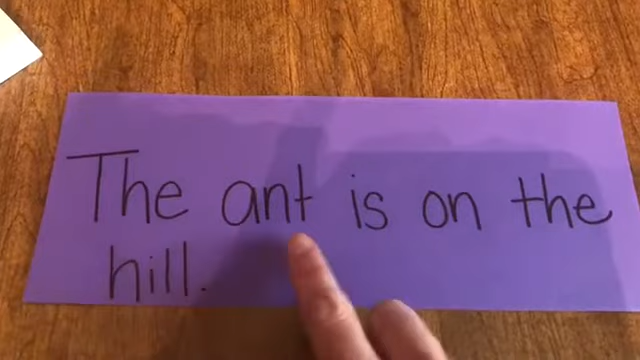 The ant is on the
hill.